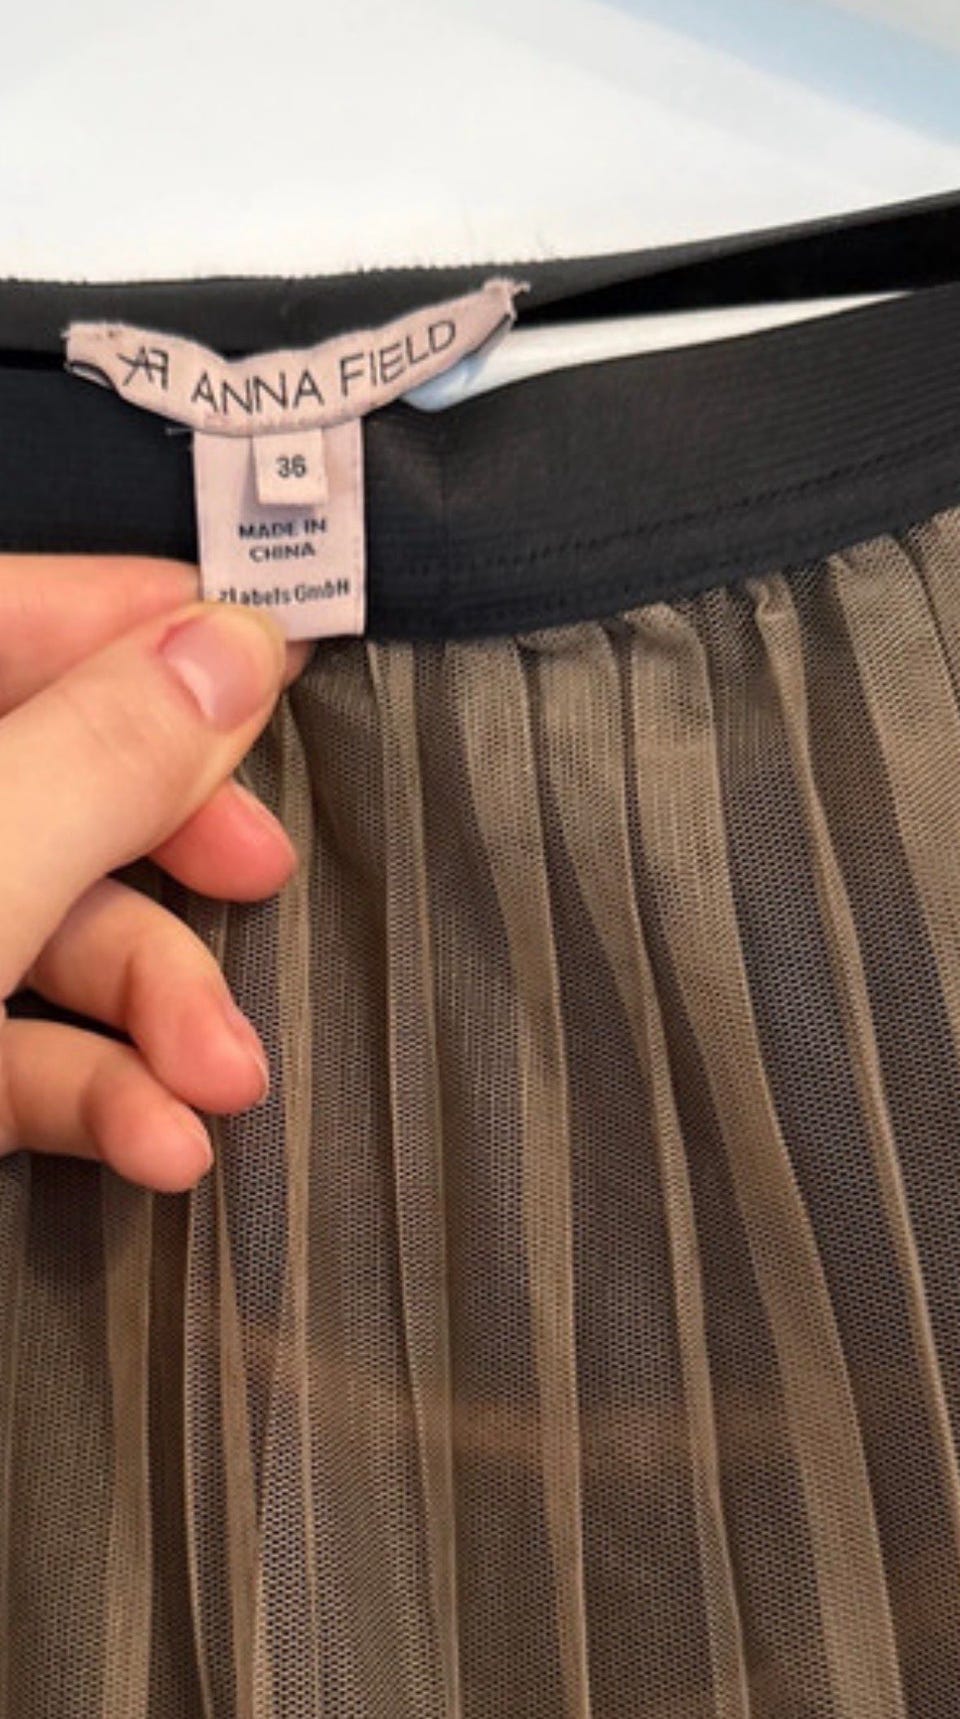 AF ANNA FIELD
36
MADE IN
CHINA
zLabels GmbH